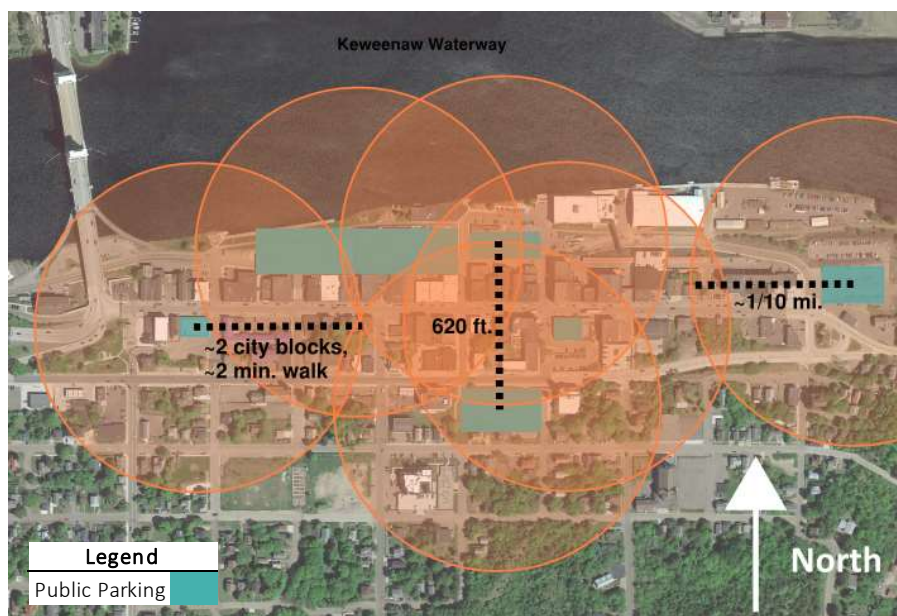 Keweenaw Waterway
620 ft.
~1/10 mi.
~2 city blocks,
~2 min. walk
North
Legend
Public Parking